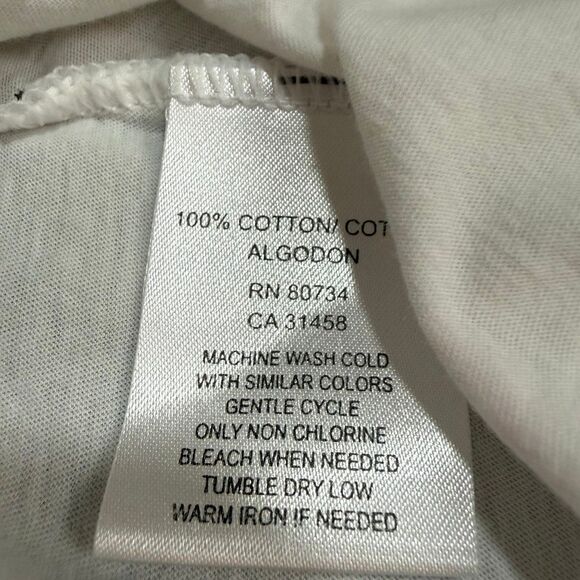 100% COTTON/ COT
ALGODON
RN 80734
CA 31458
MACHINE WASH COLD
WITH SIMILAR COLORS
GENTLE CYCLE
ONLY NON CHLORINE
BLEACH WHEN NEEDED
TUMBLE DRY LOW
WARM IRON IF NEEDED